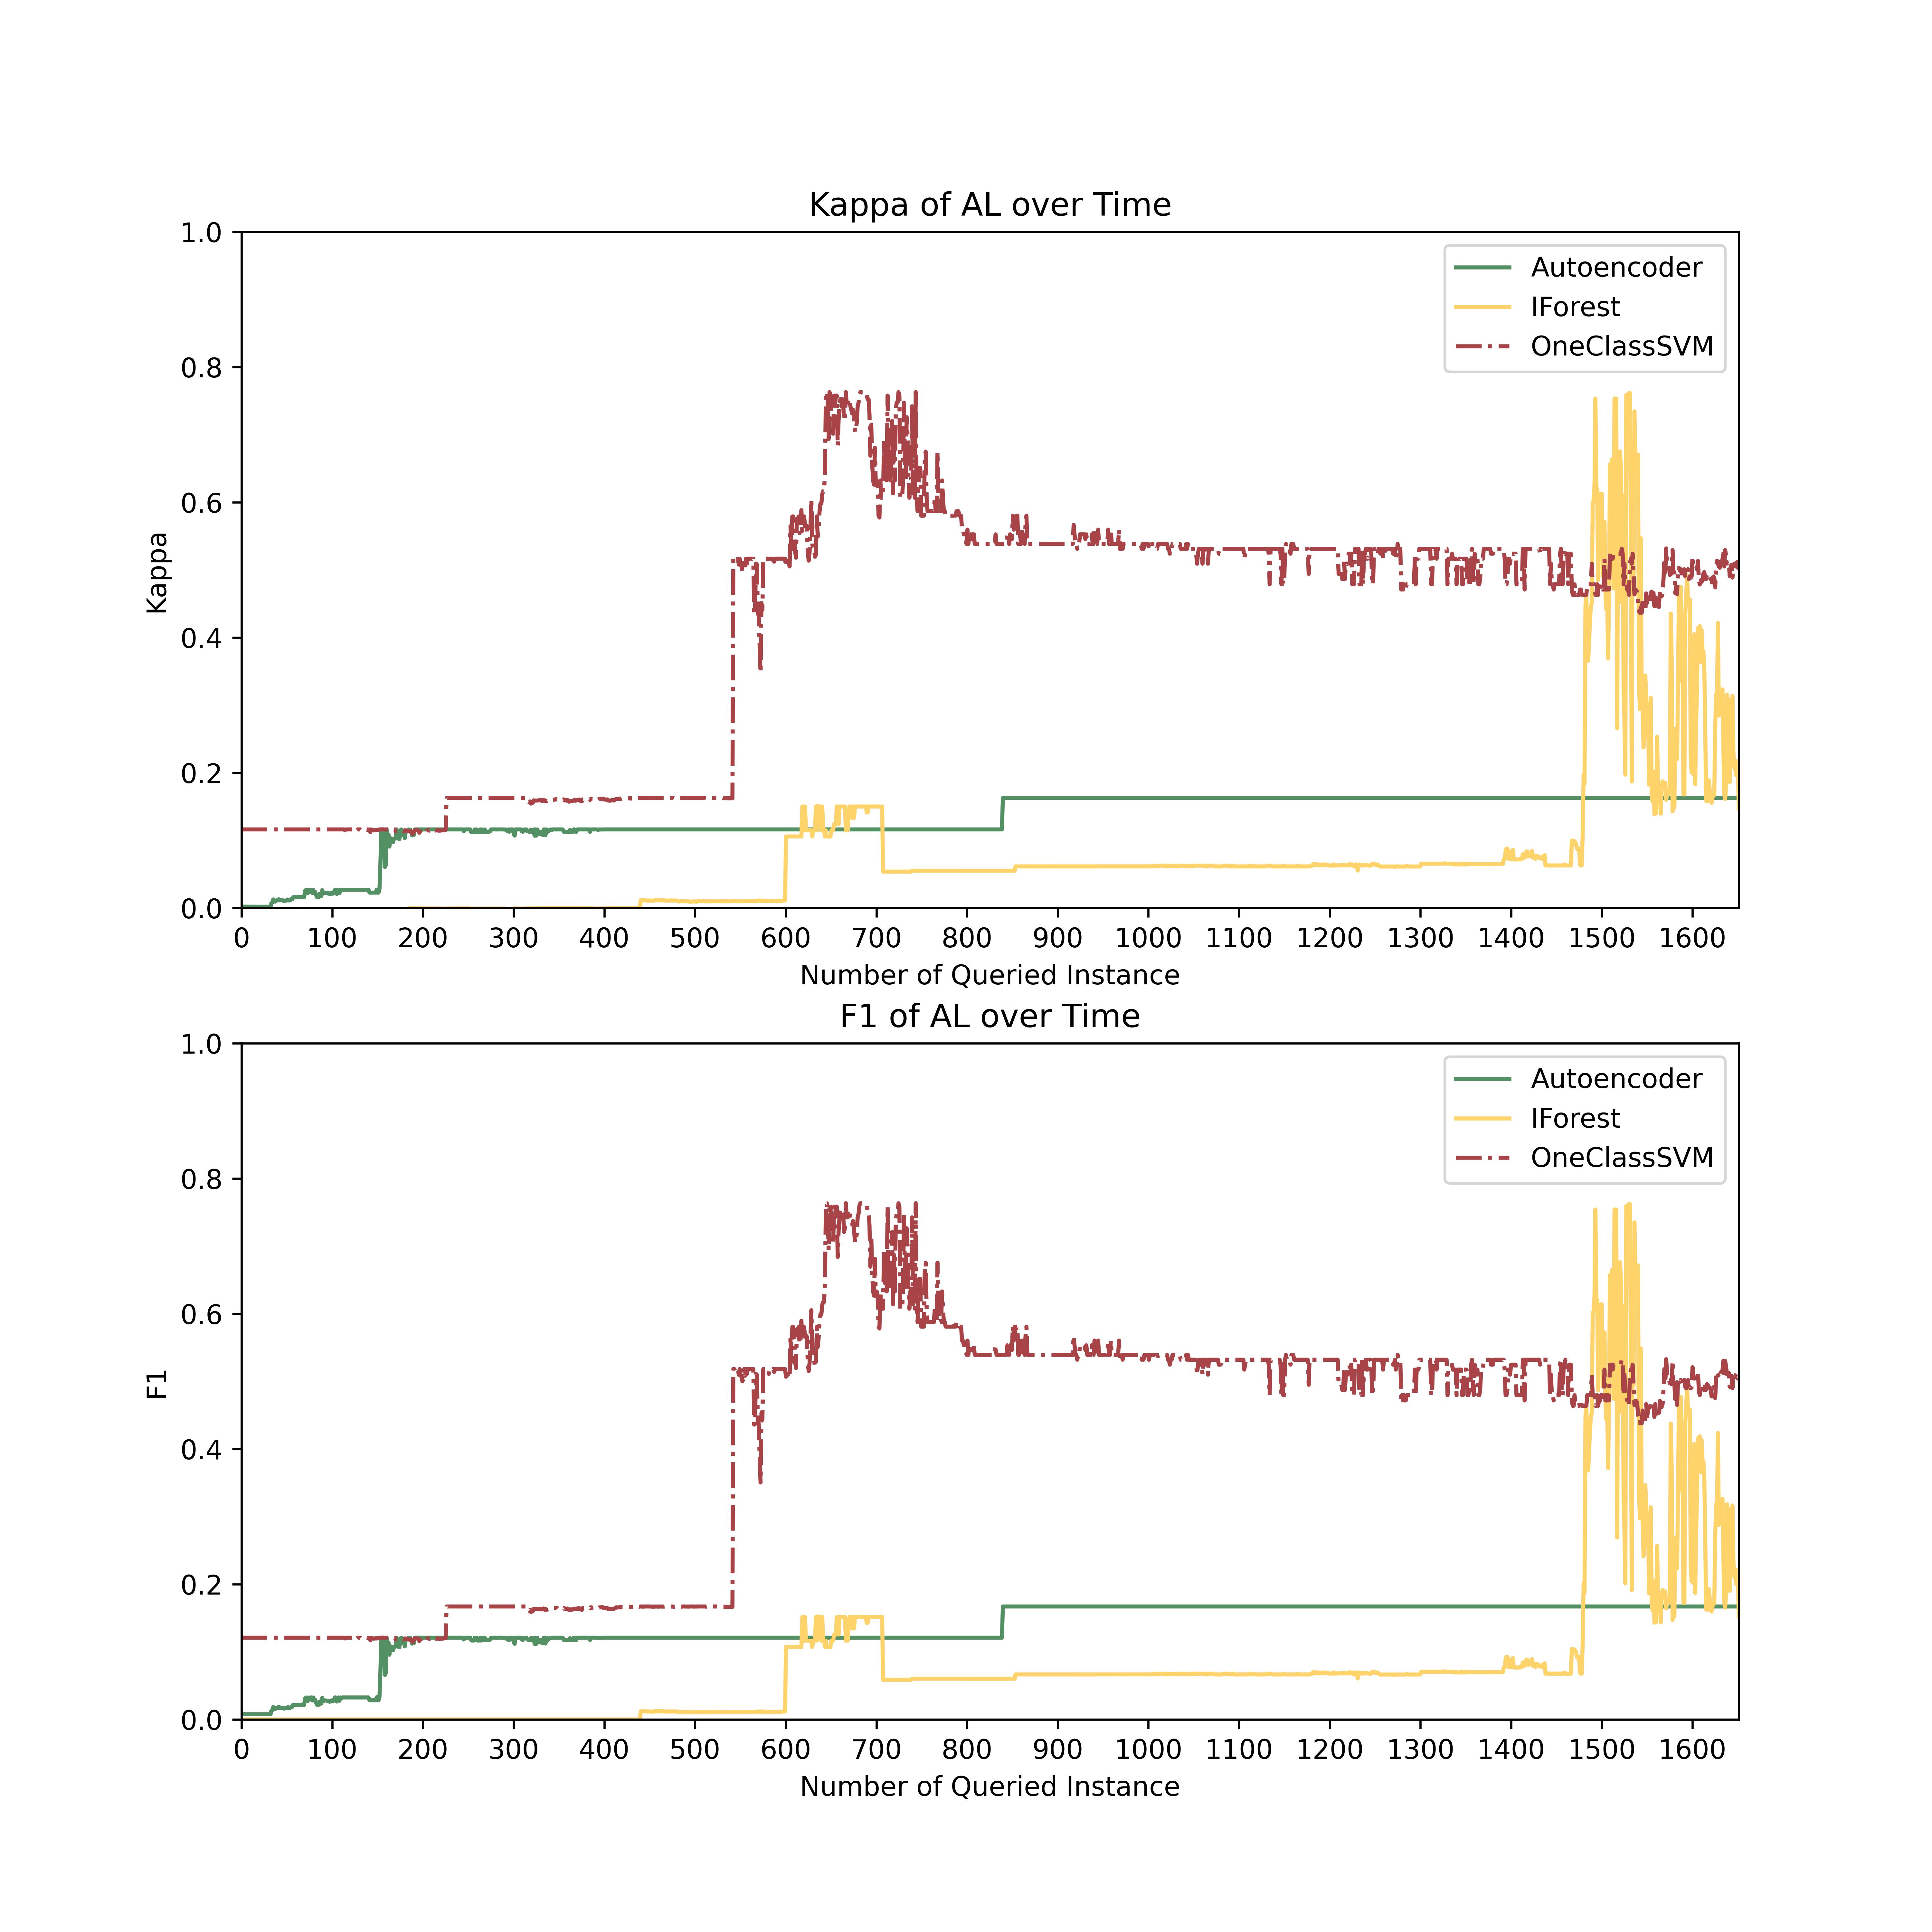 Kappa of AL over Time
1.0
0.8
0.6
0.4
0.2
0.0
Kappa
Autoencoder
IForest
OneClassSVM
0 100 200 300 400 500 600 700 800 900 1000 1100 1200 1300 1400 1500 1600
Number of Queried Instance
F1 of AL over Time
1.0
0.8
0.6
0.4
0.2
0.0
F1
Autoencoder
IForest
OneClassSVM
0 100 200 300 400 500 600 700 800 900 1000 1100 1200 1300 1400 1500 1600
Number of Queried Instance